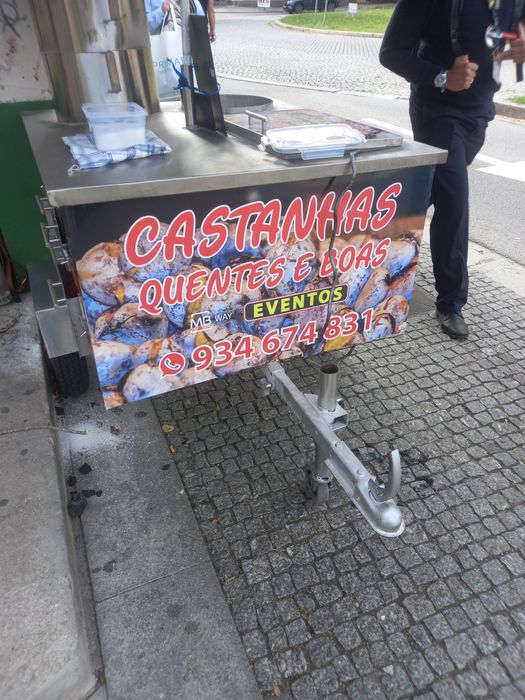 CASTANHAS
QUENTES E BOAS
MB WAY EVENTOS
934 674 831